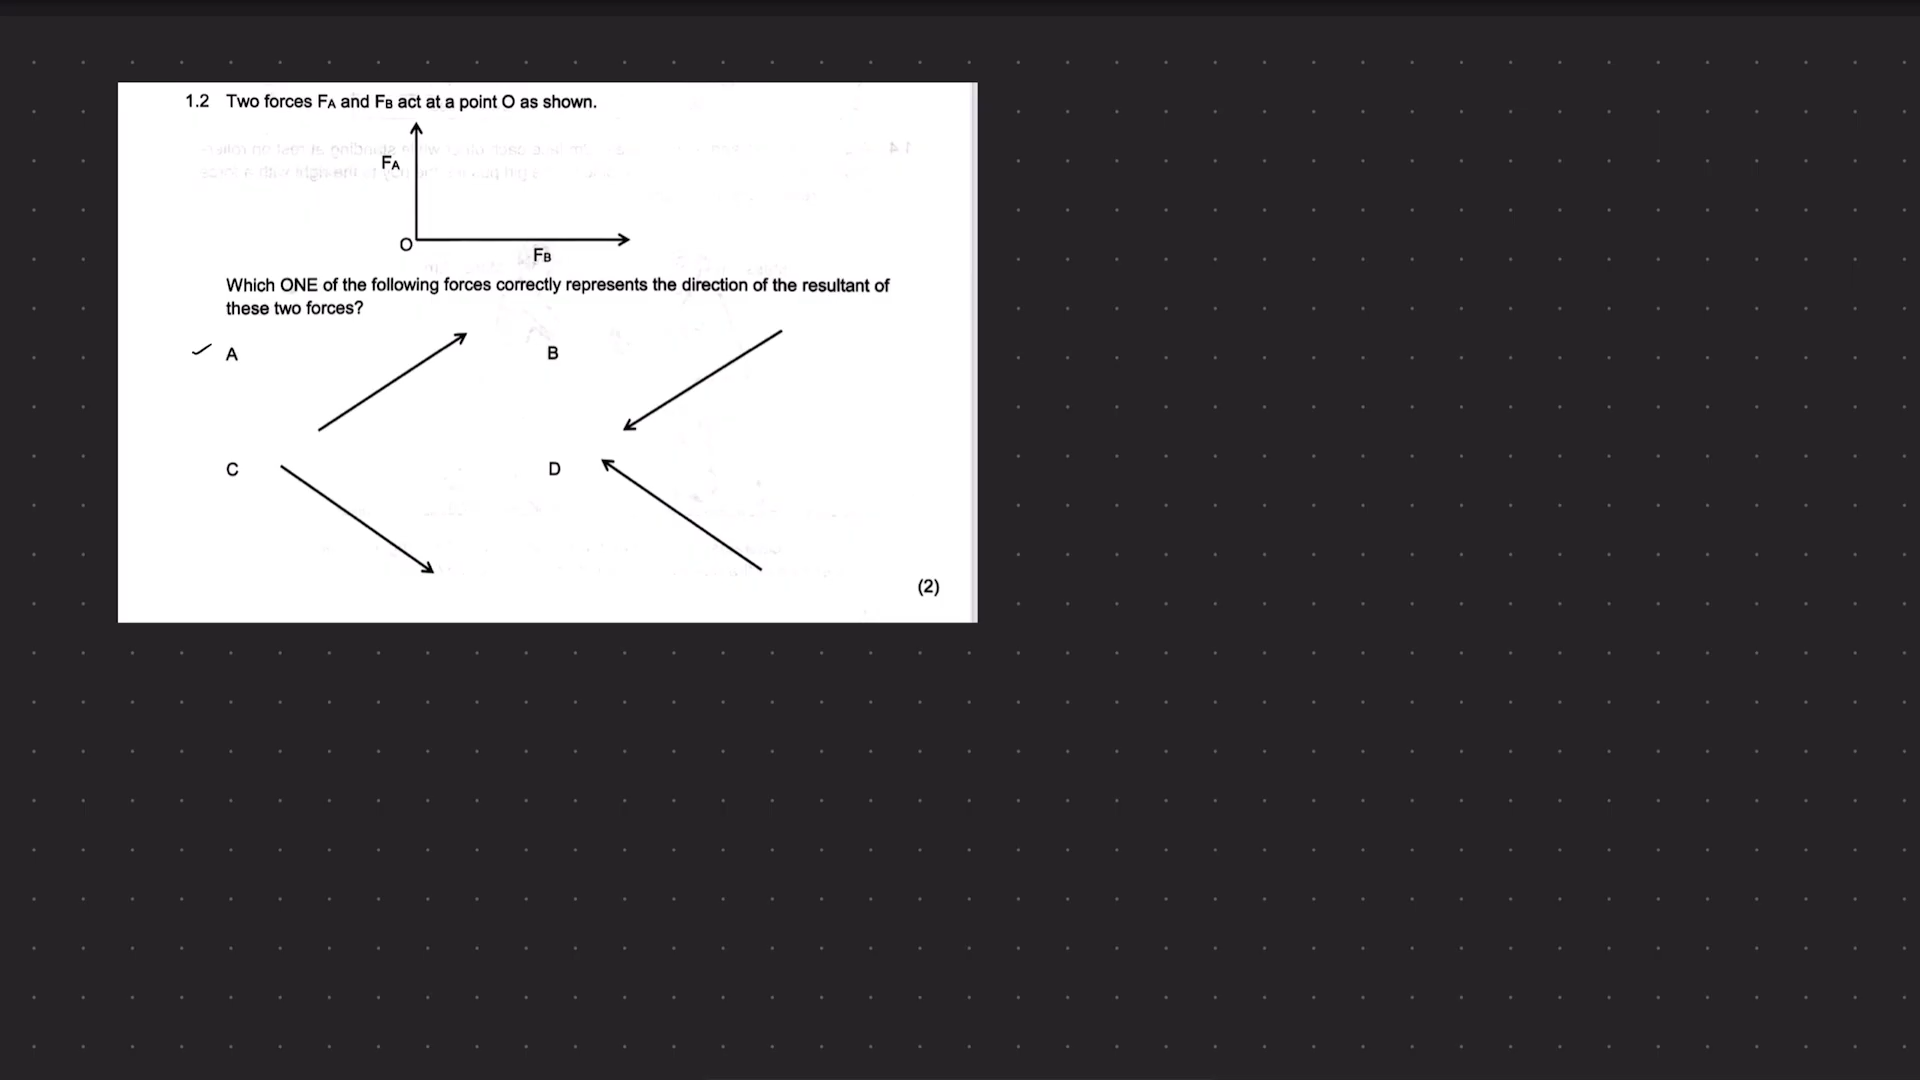 1.2 Two forces FA and FB act at a point O as shown.
FA
O
FB
Which ONE of the following forces correctly represents the direction of the resultant of
these two forces?
A
B
C
D
(2)